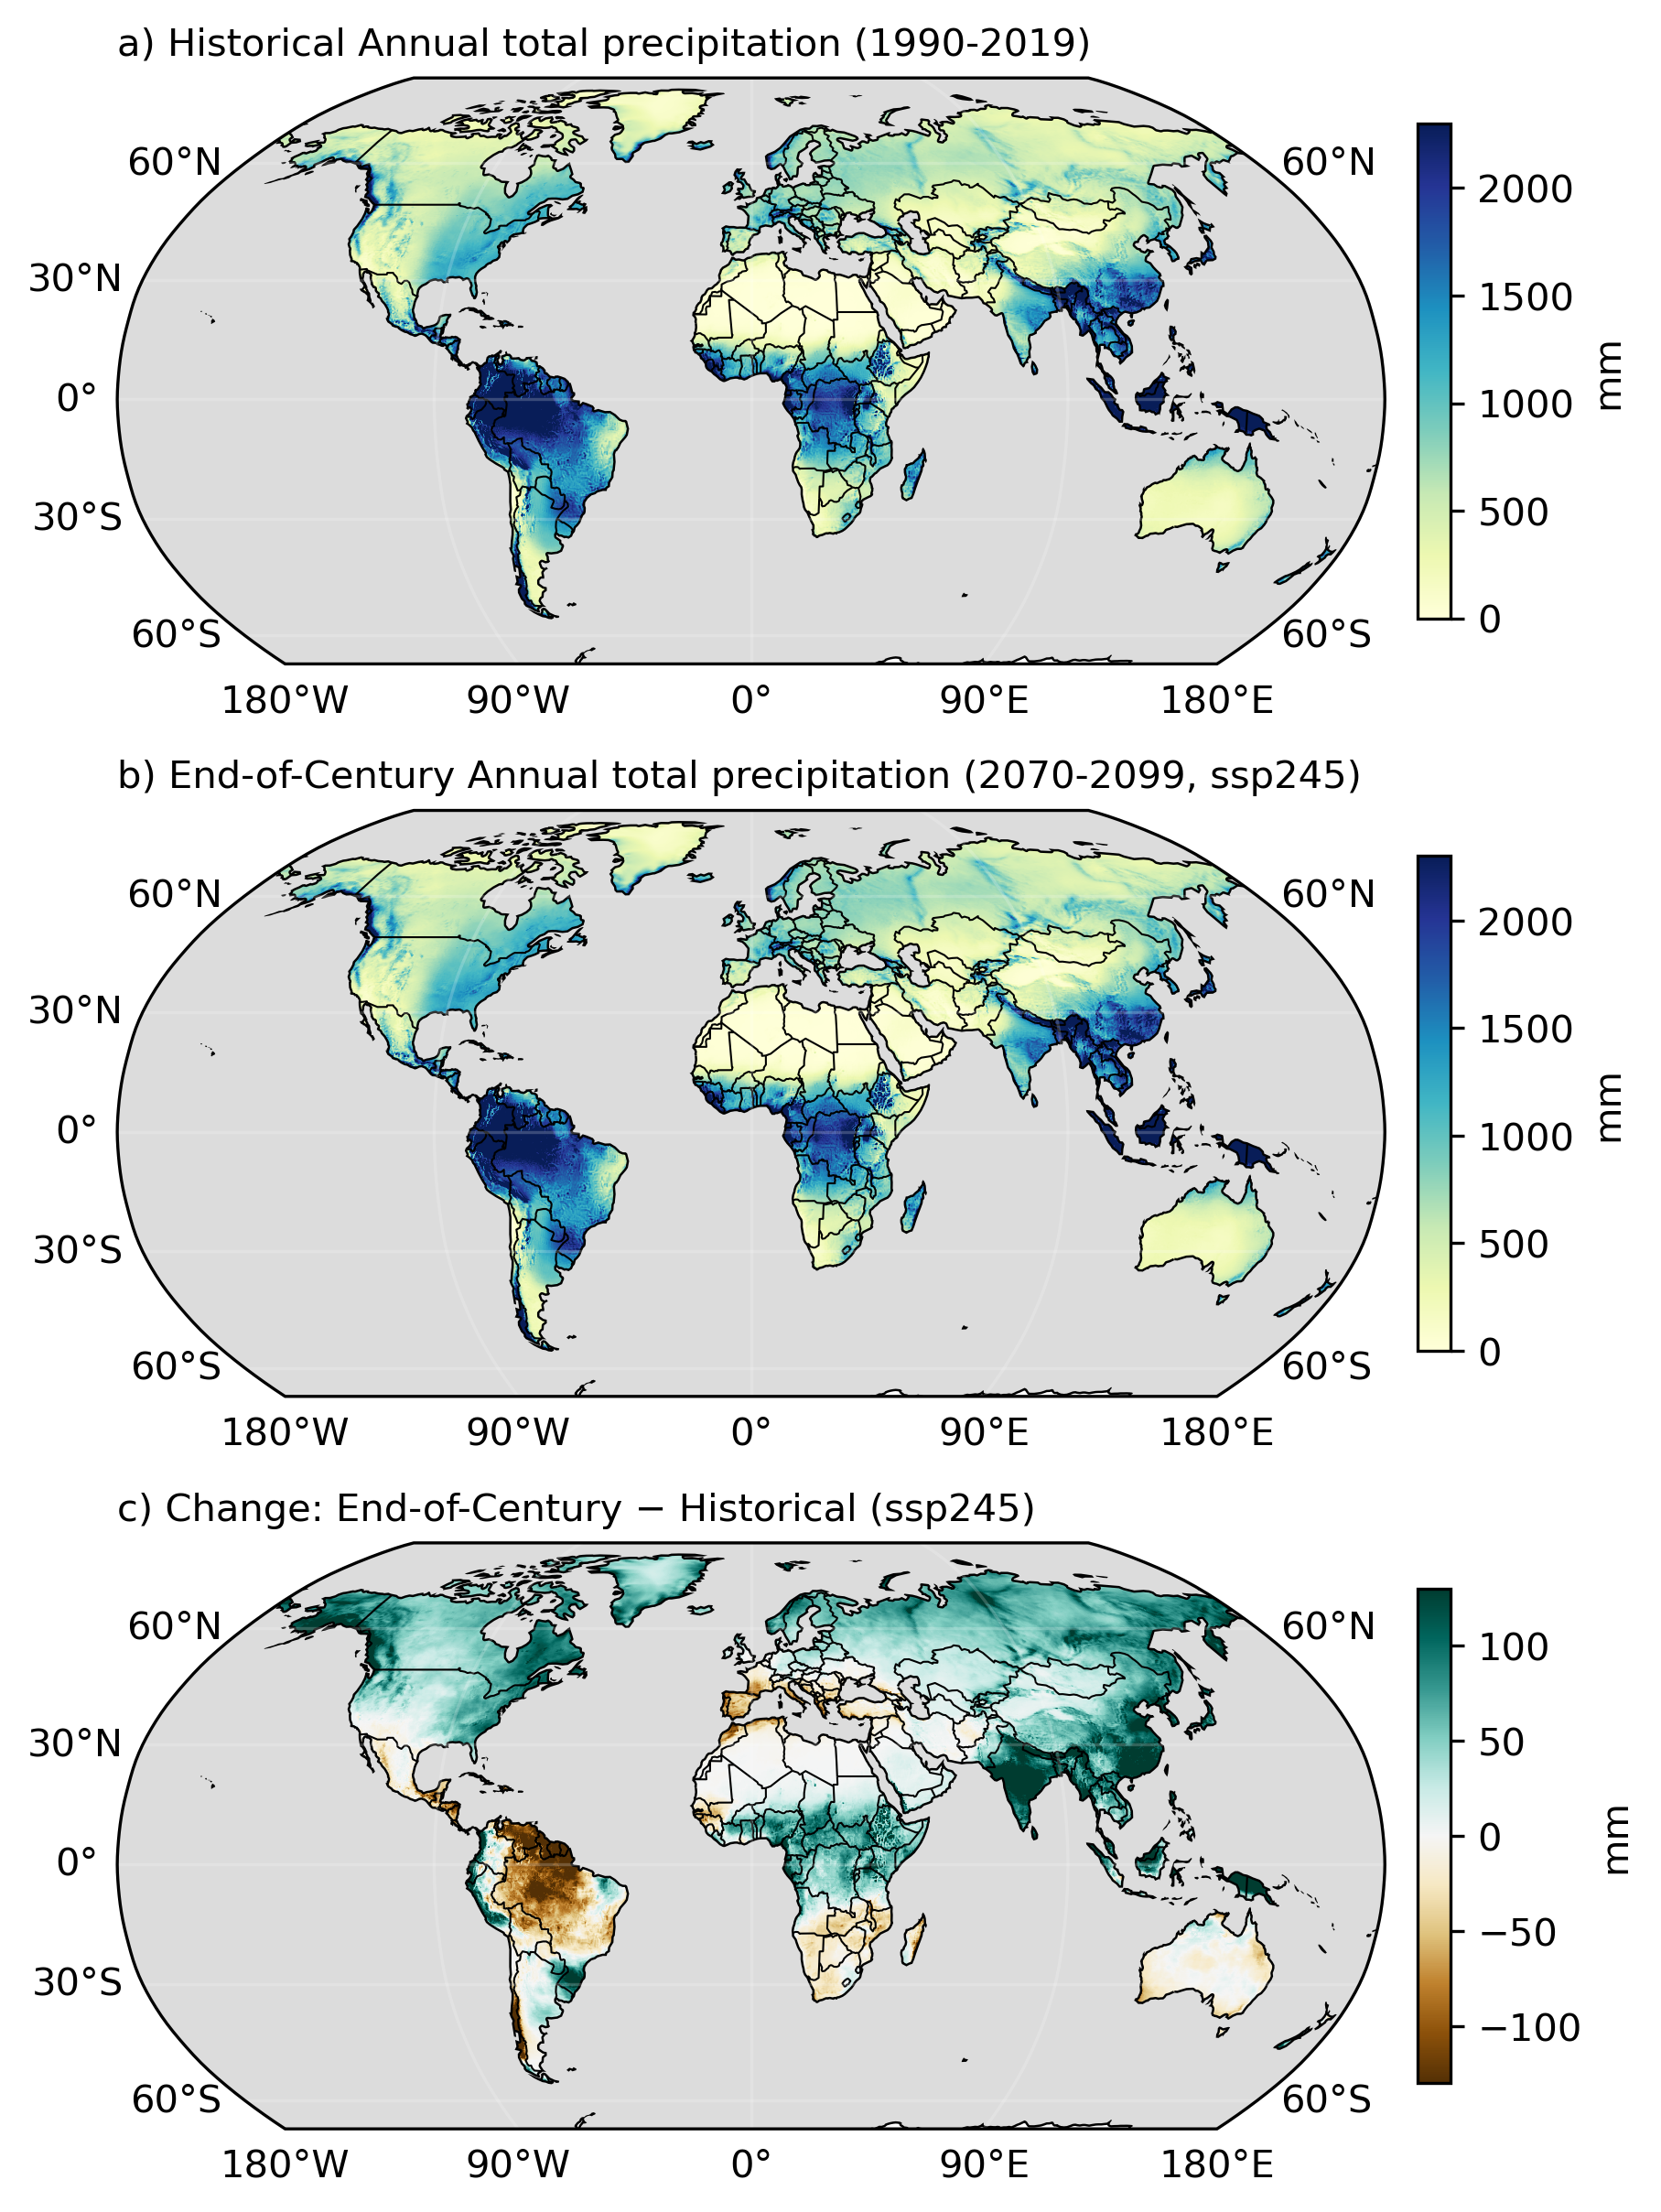 a) Historical Annual total precipitation (1990-2019)
60°N 60°N
30°N
0°
30°S
60°S 60°S
180°W 90°W 0° 90°E 180°E
2000
1500
1000
500
0
mm
b) End-of-Century Annual total precipitation (2070-2099, ssp245)
60°N 60°N
30°N
0°
30°S
60°S 60°S
180°W 90°W 0° 90°E 180°E
2000
1500
1000
500
0
mm
c) Change: End-of-Century − Historical (ssp245)
60°N 60°N
30°N
0°
30°S
60°S 60°S
180°W 90°W 0° 90°E 180°E
100
50
0
−50
−100
mm